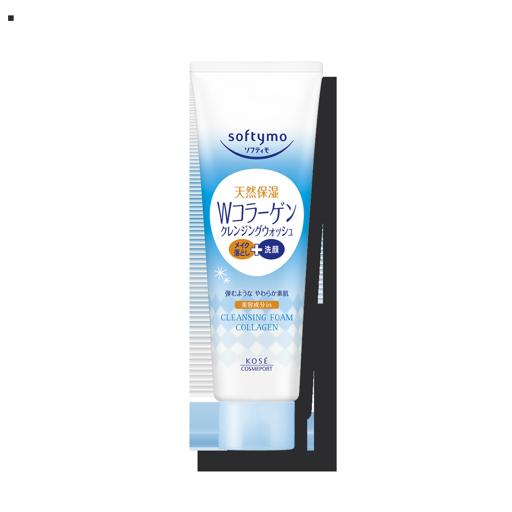 softymo
ソフティモ
天然保湿
Wコラーゲン
クレンジングウォッシュ
メイク
落とし
+
洗顔
弾むような やわらか素肌
美容成分in
CLEANSING FOAM
COLLAGEN
KOSÉ
COSMEPORT